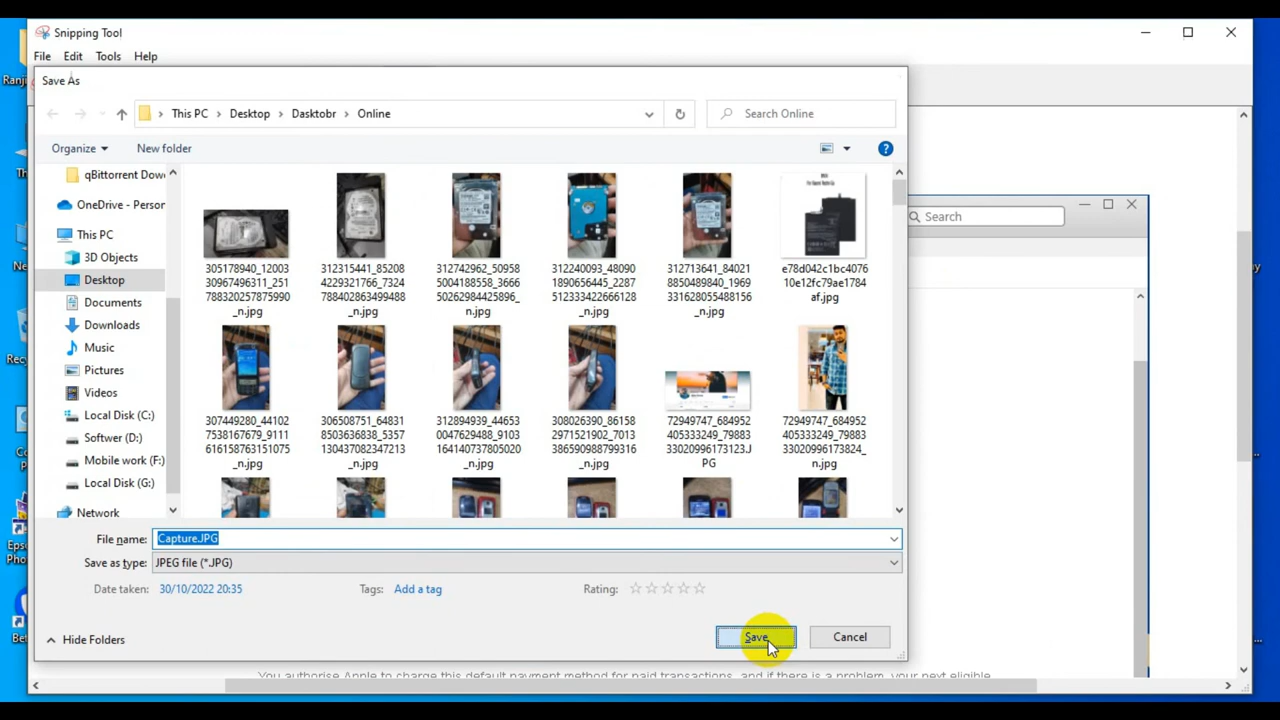 Snipping Tool
File Edit Tools Help
Save As
This PC > Desktop > Dasktobr > Online
Search Online
Organize
New folder
qBittorrent Dow
OneDrive - Person
This PC
3D Objects
Desktop
Documents
Downloads
Music
Pictures
Videos
Local Disk (C:)
Softwer (D:)
Mobile work (F:)
Local Disk (G:)
Network
305178940_12003
30967496311_251
788320257875990
_n.jpg
312315441_85208
4229321766_7324
788402863499488
_n.jpg
312742962_50958
5004188558_3666
50262984425896_
n.jpg
312240093_48090
1890656445_2287
512333422666128
_n.jpg
312713641_84021
8850489840_1969
331628055488156
_n.jpg
e78d042c1bc4076
10e12fc79ae1784
af.jpg
307449280_44102
7538167679_9111
616158763151075
_n.jpg
306508751_64831
8503636838_5357
130437082347213
_n.jpg
312894939_44653
0047629488_9103
164140737805020
_n.jpg
308026390_86158
2971521902_7013
386590988799316
_n.jpg
72949747_684952
405333249_79883
33020996173123.J
PG
72949747_684952
405333249_79883
33020996173824_
n.jpg
File name: Capture.JPG
Save as type: JPEG file (*.JPG)
Date taken: 30/10/2022 20:35 Tags: Add a tag Rating:
Hide Folders
Save
Cancel
Search
You authorise Apple to charge this default payment method for paid transactions, and if there is a problem, your next eligible
Ranji